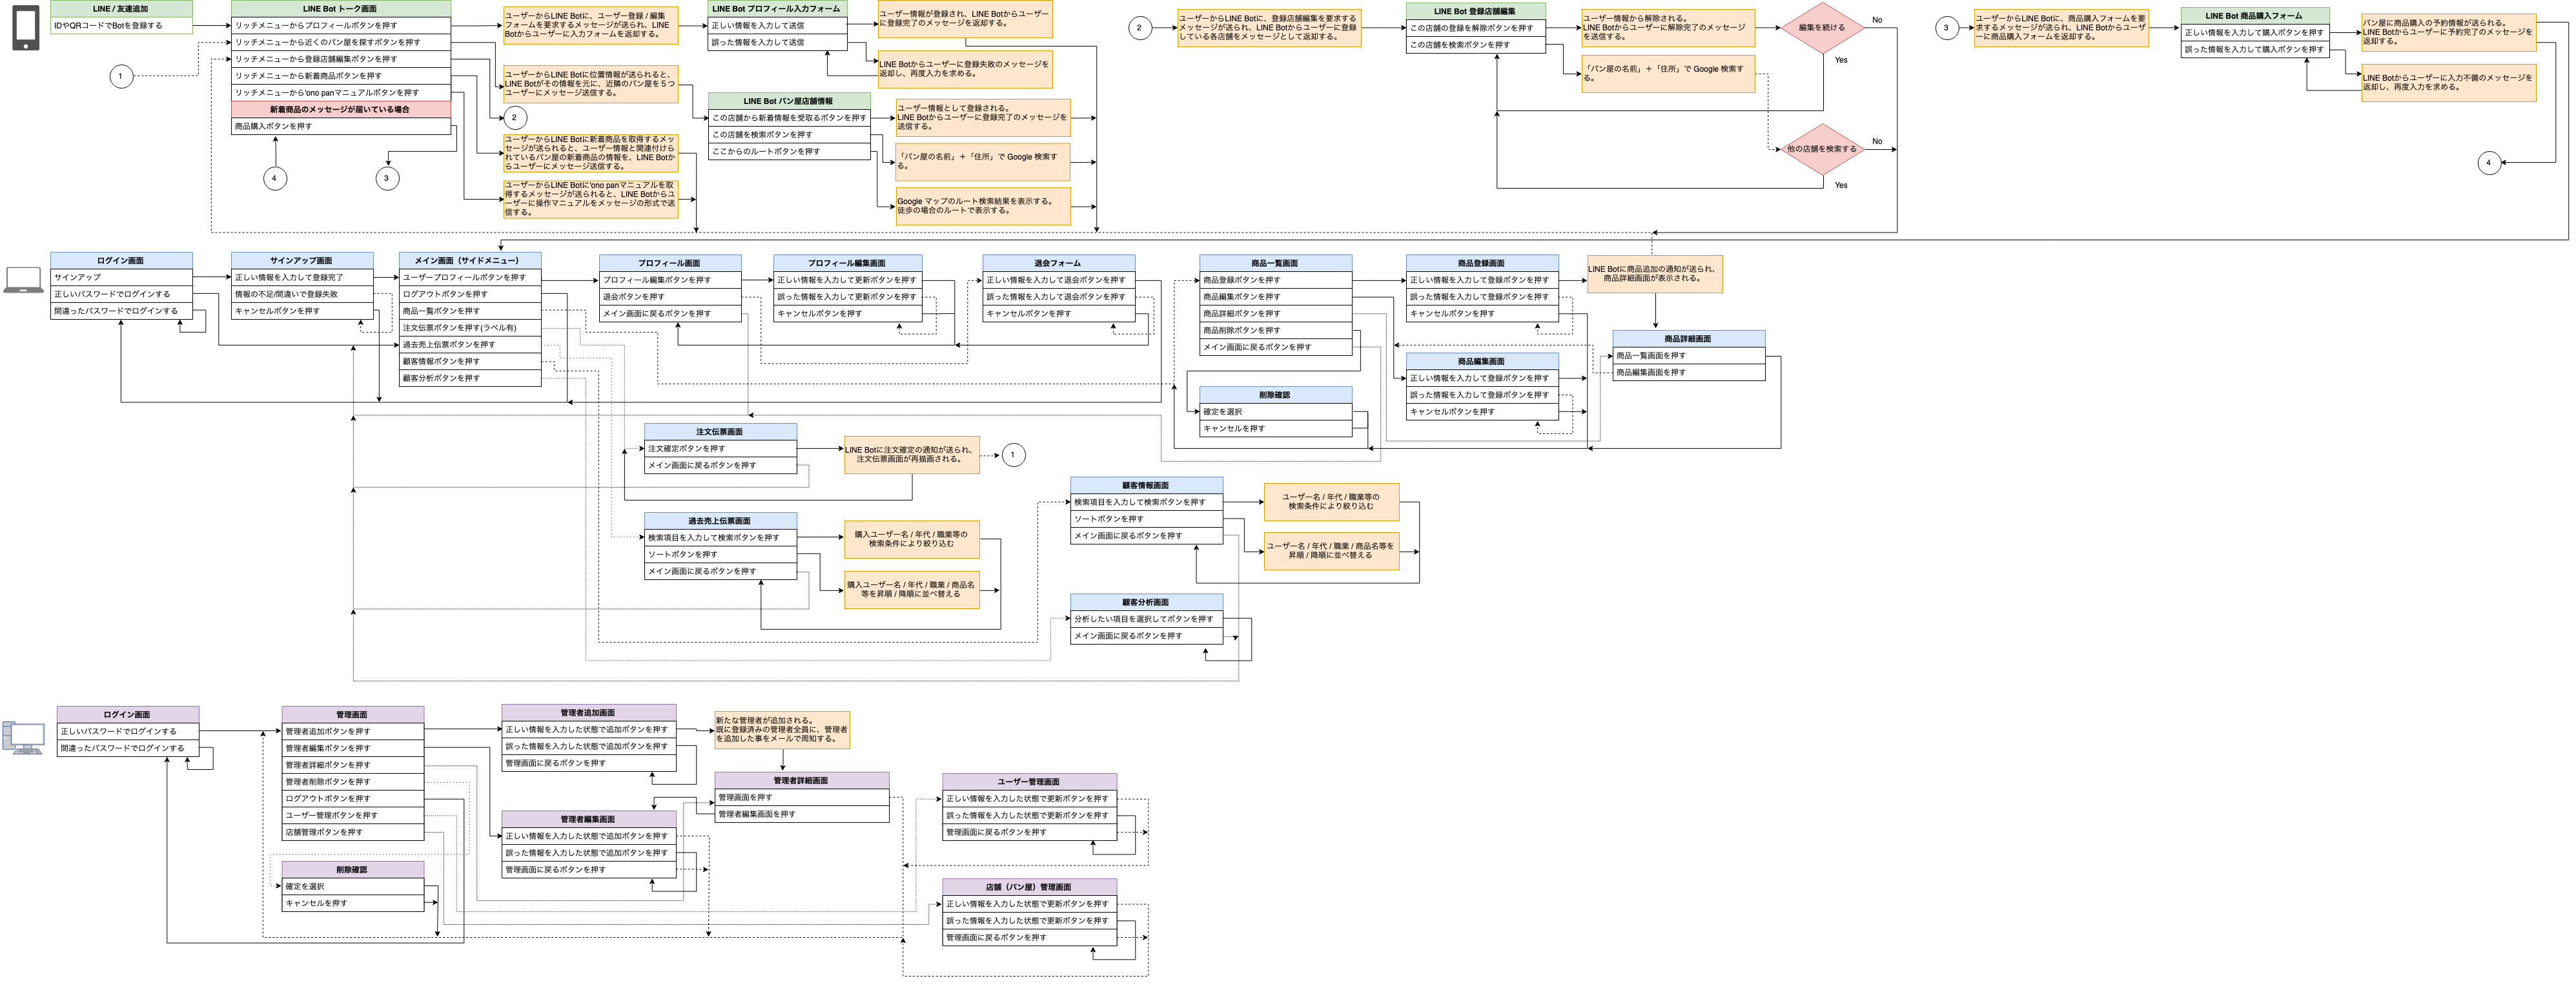 LINE / 友達追加
IDやQRコードでBotを登録する
1
LINE Bot トーク画面
リッチメニューからプロフィールボタンを押す
リッチメニューから近くのパン屋を探すボタンを押す
リッチメニューから登録店舗編集ボタンを押す
リッチメニューから新着商品ボタンを押す
リッチメニューから'ono panマニュアルボタンを押す
新着商品のメッセージが届いている場合
商品購入ボタンを押す
4
3
ユーザーからLINE Botに、ユーザー登録 / 編集
フォームを要求するメッセージが送られ、LINE
Botからユーザーに入力フォームを返却する。
ユーザーからLINE Botに位置情報が送られると、
LINE Botがその情報を元に、近隣のパン屋を５つ
ユーザーにメッセージ送信する。
2
ユーザーからLINE Botに新着商品を取得するメッ
セージが送られると、ユーザー情報と関連付けら
れているパン屋の新着商品の情報を、LINE Botか
らユーザーにメッセージ送信する。
ユーザーからLINE Botに'ono panマニュアルを取
得するメッセージが送られると、LINE Botからユ
ーザーに操作マニュアルをメッセージの形式で送
信する。
LINE Bot プロフィール入力フォーム
正しい情報を入力して送信
誤った情報を入力して送信
ユーザー情報が登録され、LINE Botからユーザー
に登録完了のメッセージを返却する。
LINE Botからユーザーに登録失敗のメッセージを
返却し、再度入力を求める。
LINE Bot パン屋店舗情報
この店舗から新着情報を受取るボタンを押す
この店舗を検索ボタンを押す
ここからのルートボタンを押す
ユーザー情報として登録される。
LINE Botからユーザーに登録完了のメッセージを
送信する。
「パン屋の名前」＋「住所」で Google 検索す
る。
Google マップのルート検索結果を表示する。
徒歩の場合のルートで表示する。
2
ユーザーからLINE Botに、登録店舗編集を要求する
メッセージが送られ、LINE Botからユーザーに登録
している各店舗をメッセージとして返却する。
LINE Bot 登録店舗編集
この店舗の登録を解除ボタンを押す
この店舗を検索ボタンを押す
ユーザー情報から解除される。
LINE Botからユーザーに解除完了のメッセージ
を送信する。
「パン屋の名前」＋「住所」で Google 検索す
る。
編集を続ける
No
Yes
他の店舗を検索する
No
Yes
3
ユーザーからLINE Botに、商品購入フォームを要
求するメッセージが送られ、LINE Botからユーザ
ーに商品購入フォームを返却する。
LINE Bot 商品購入フォーム
正しい情報を入力して購入ボタンを押す
誤った情報を入力して購入ボタンを押す
パン屋に商品購入の予約情報が送られる。
LINE Botからユーザーに予約完了のメッセージを
返却する。
LINE Botからユーザーに入力不備のメッセージを
返却し、再度入力を求める。
4
ログイン画面
サインアップ
正しいパスワードでログインする
間違ったパスワードでログインする
サインアップ画面
正しい情報を入力して登録完了
情報の不足/間違いで登録失敗
キャンセルボタンを押す
メイン画面（サイドメニュー）
ユーザープロフィールボタンを押す
ログアウトボタンを押す
商品一覧ボタンを押す
注文伝票ボタンを押す(ラベル有)
過去売上伝票ボタンを押す
顧客情報ボタンを押す
顧客分析ボタンを押す
プロフィール画面
プロフィール編集ボタンを押す
退会ボタンを押す
メイン画面に戻るボタンを押す
プロフィール編集画面
正しい情報を入力して更新ボタンを押す
誤った情報を入力して更新ボタンを押す
キャンセルボタンを押す
退会フォーム
正しい情報を入力して退会ボタンを押す
誤った情報を入力して退会ボタンを押す
キャンセルボタンを押す
商品一覧画面
商品登録ボタンを押す
商品編集ボタンを押す
商品詳細ボタンを押す
商品削除ボタンを押す
メイン画面に戻るボタンを押す
削除確認
確定を選択
キャンセルを押す
商品登録画面
正しい情報を入力して登録ボタンを押す
誤った情報を入力して登録ボタンを押す
キャンセルボタンを押す
商品編集画面
正しい情報を入力して登録ボタンを押す
誤った情報を入力して登録ボタンを押す
キャンセルボタンを押す
LINE Botに商品追加の通知が送られ、
商品詳細画面が表示される。
商品詳細画面
商品一覧画面を押す
商品編集画面を押す
注文伝票画面
注文確定ボタンを押す
メイン画面に戻るボタンを押す
LINE Botに注文確定の通知が送られ、
注文伝票画面が再描画される。
1
過去売上伝票画面
検索項目を入力して検索ボタンを押す
ソートボタンを押す
メイン画面に戻るボタンを押す
購入ユーザー名 / 年代 / 職業等の
検索条件により絞り込む
購入ユーザー名 / 年代 / 職業 / 商品名
等を昇順 / 降順に並べ替える
顧客情報画面
検索項目を入力して検索ボタンを押す
ソートボタンを押す
メイン画面に戻るボタンを押す
ユーザー名 / 年代 / 職業等の
検索条件により絞り込む
ユーザー名 / 年代 / 職業 / 商品名等を
昇順 / 降順に並べ替える
顧客分析画面
分析したい項目を選択してボタンを押す
メイン画面に戻るボタンを押す
ログイン画面
正しいパスワードでログインする
間違ったパスワードでログインする
管理画面
管理者追加ボタンを押す
管理者編集ボタンを押す
管理者詳細ボタンを押す
管理者削除ボタンを押す
ログアウトボタンを押す
ユーザー管理ボタンを押す
店舗管理ボタンを押す
削除確認
確定を選択
キャンセルを押す
管理者追加画面
正しい情報を入力した状態で追加ボタンを押す
誤った情報を入力した状態で追加ボタンを押す
管理画面に戻るボタンを押す
新たな管理者が追加される。
既に登録済みの管理者全員に、管理者
を追加した事をメールで周知する。
管理者詳細画面
管理画面を押す
管理者編集画面を押す
管理者編集画面
正しい情報を入力した状態で追加ボタンを押す
誤った情報を入力した状態で追加ボタンを押す
管理画面に戻るボタンを押す
ユーザー管理画面
正しい情報を入力した状態で更新ボタンを押す
誤った情報を入力した状態で更新ボタンを押す
管理画面に戻るボタンを押す
店舗（パン屋）管理画面
正しい情報を入力した状態で更新ボタンを押す
誤った情報を入力した状態で更新ボタンを押す
管理画面に戻るボタンを押す